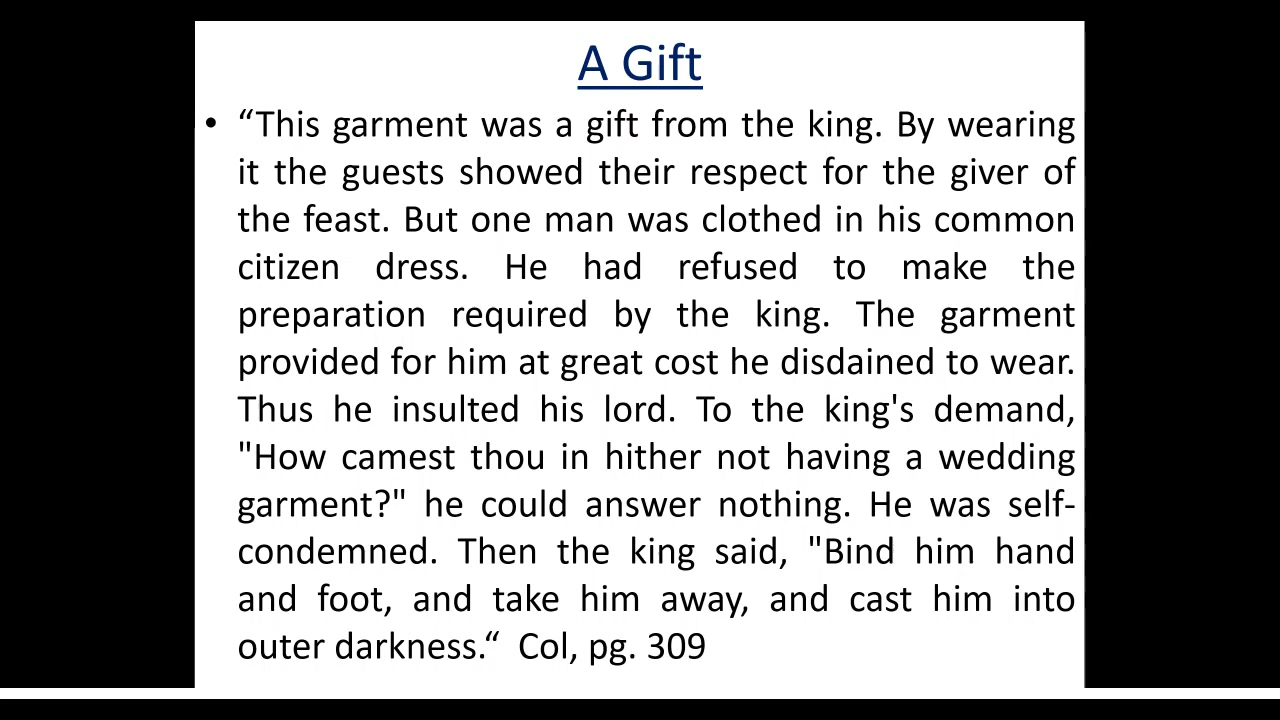 A Gift
• “This garment was a gift from the king. By wearing
it the guests showed their respect for the giver of
the feast. But one man was clothed in his common
citizen dress. He had refused to make the
preparation required by the king. The garment
provided for him at great cost he disdained to wear.
Thus he insulted his lord. To the king's demand,
"How camest thou in hither not having a wedding
garment?" he could answer nothing. He was self-
condemned. Then the king said, "Bind him hand
and foot, and take him away, and cast him into
outer darkness.“ Col, pg. 309